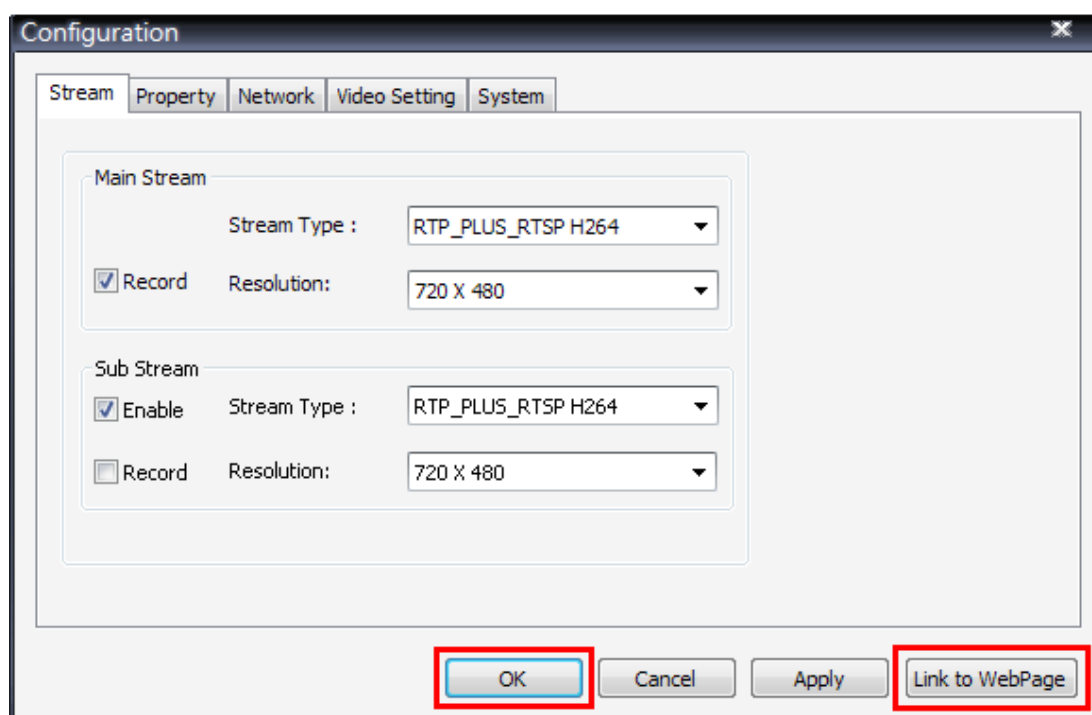 Configuration
Stream Property Network Video Setting System
Main Stream
Stream Type : RTP_PLUS_RTSP H264
Record Resolution: 720 X 480
Sub Stream
Enable Stream Type : RTP_PLUS_RTSP H264
Record Resolution: 720 X 480
OK Cancel Apply Link to WebPage